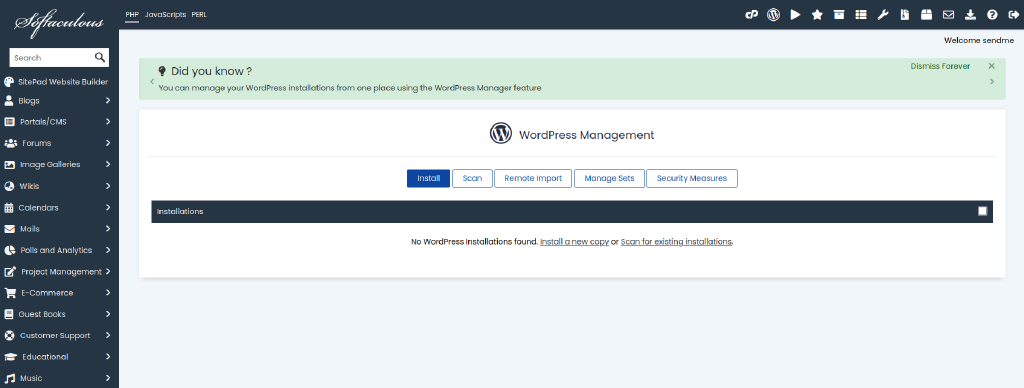 Softaculous
PHP JavaScripts PERL
Welcome sendme
Search
SitePad Website Builder
Blogs
Portals/CMS
Forums
Image Galleries
Wikis
Calendars
Mails
Polls and Analytics
Project Management
E-Commerce
Guest Books
Customer Support
Educational
Music
Did you know ?
Dismiss Forever
You can manage your WordPress installations from one place using the WordPress Manager feature
WordPress Management
Install Scan Remote Import Manage Sets Security Measures
Installations
No WordPress Installations found. Install a new copy or Scan for existing installations.